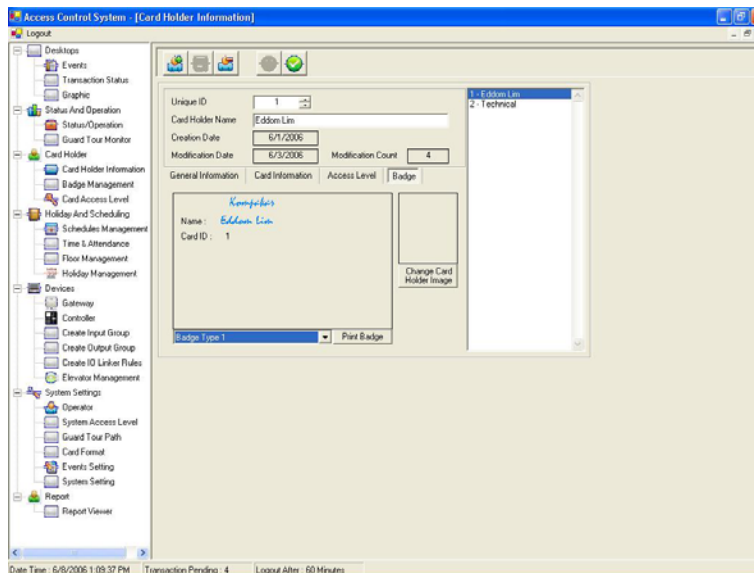 Access Control System - [Card Holder Information]
Logout
Desktops
Events
Transaction Status
Graphic
Status And Operation
Status/Operation
Guard Tour Monitor
Card Holder
Card Holder Information
Badge Management
Card Access Level
Holiday And Scheduling
Schedules Management
Time & Attendance
Floor Management
Holiday Management
Devices
Gateway
Controller
Create Input Group
Create Output Group
Create IO Linker Rules
Elevator Management
System Settings
Operator
System Access Level
Guard Tour Path
Card Format
Events Setting
System Setting
Report
Report Viewer
Unique ID 1
Card Holder Name Eddom Lim
Creation Date 6/1/2006
Modification Date 6/3/2006 Modification Count 4
General Information Card Information Access Level Badge
Name : Eddom Lim
Card ID : 1
Change Card
Holder Image
Badge Type 1 Print Badge
1 - Eddom Lim
2 - Technical
Date Time : 6/8/2006 1:09:37 PM Transaction Pending : 4 Logout After : 60 Minutes